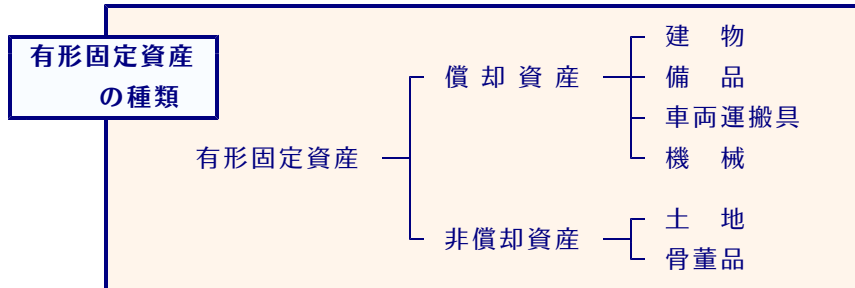 有形固定資産
の種類
有形固定資産
償却資産
建物
備品
車両運搬具
機械
非償却資産
土地
骨董品